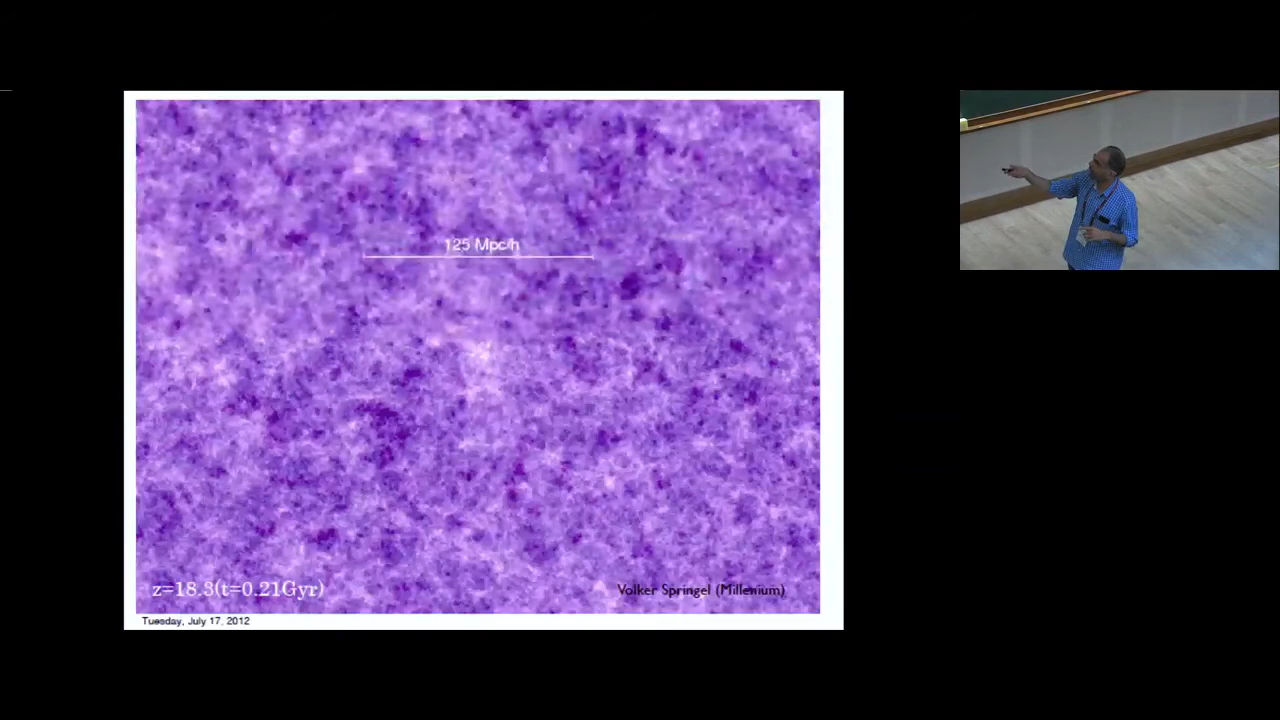 125 Mpc/h
z=18.3(t=0.21Gyr)
Volker Springel (Millenium)
Tuesday, July 17, 2012